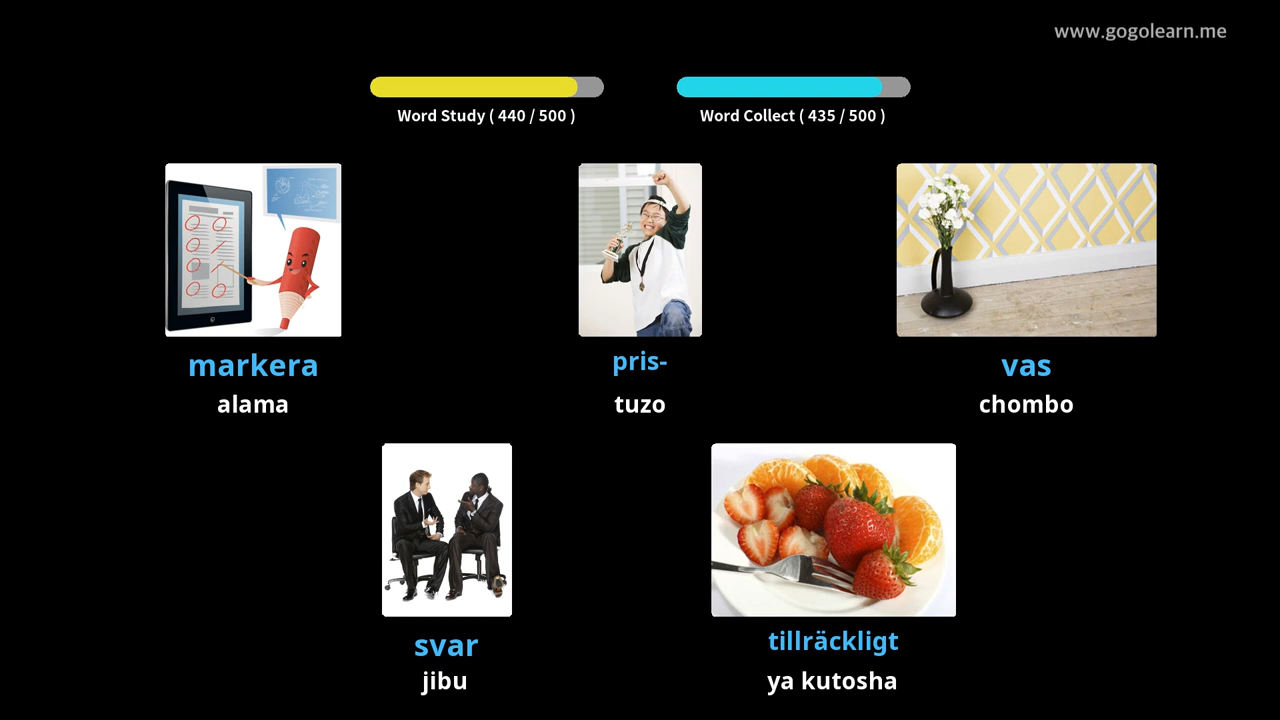 www.gogolearn.me
Word Study ( 440 / 500 )
Word Collect ( 435 / 500 )
markera
alama
pris-
tuzo
vas
chombo
svar
jibu
tillräckligt
ya kutosha